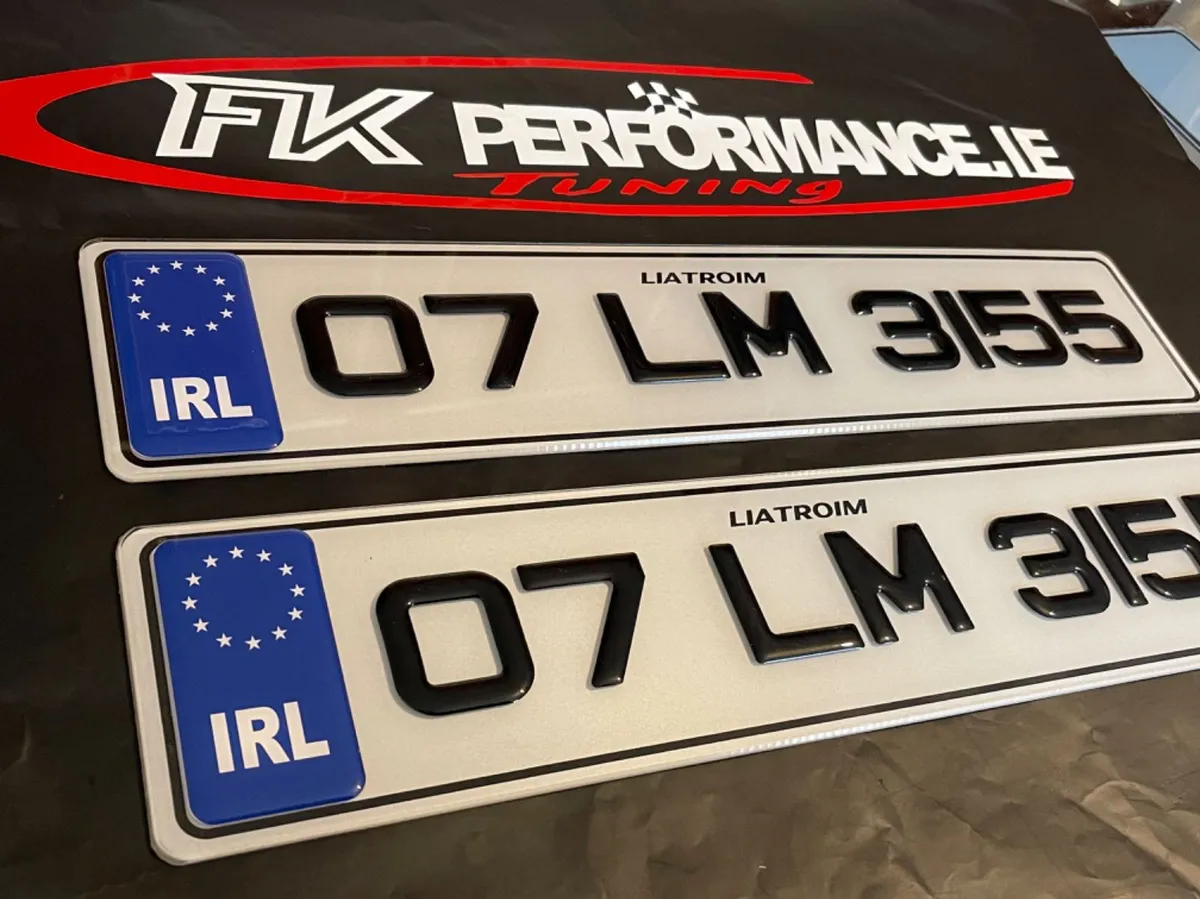 FK PERFORMANCE.IE
Tuning
LIATROIM
IRL 07 LM 3155
LIATROIM
IRL 07 LM 315